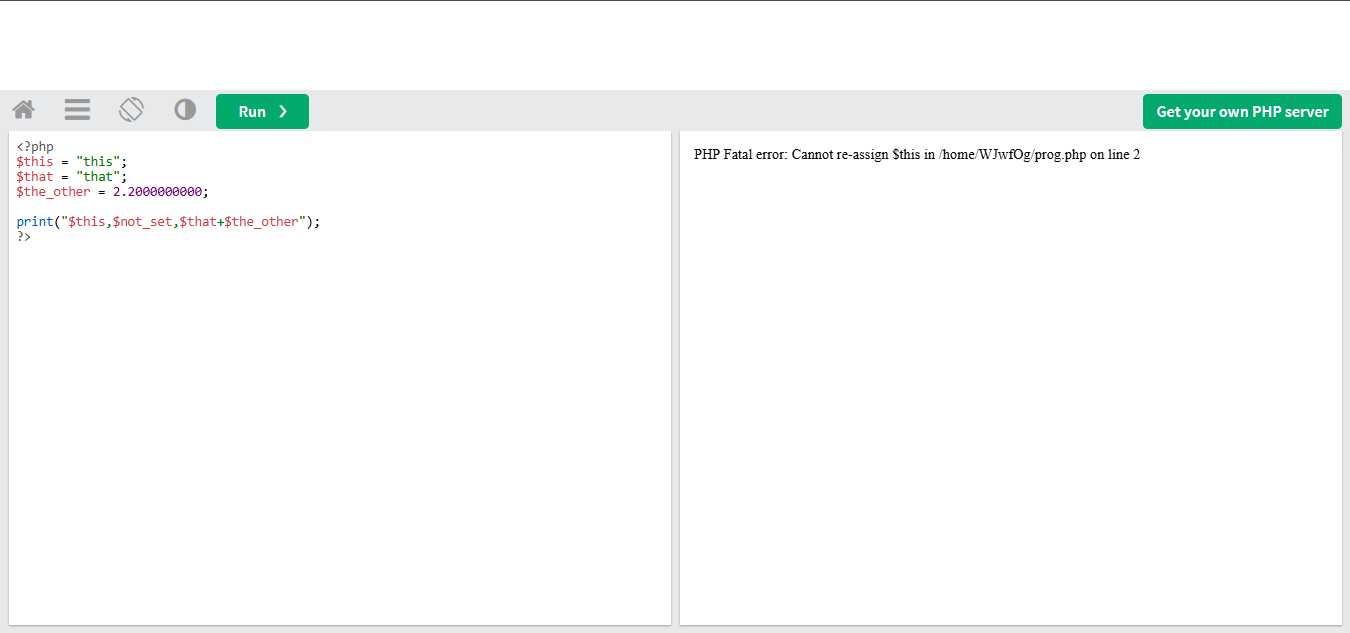 Run ❯
Get your own PHP server
<?php
$this = "this";
$that = "that";
$the_other = 2.2000000000;
print("$this,$not_set,$that+$the_other");
?>
PHP Fatal error: Cannot re-assign $this in /home/WJwfOg/prog.php on line 2